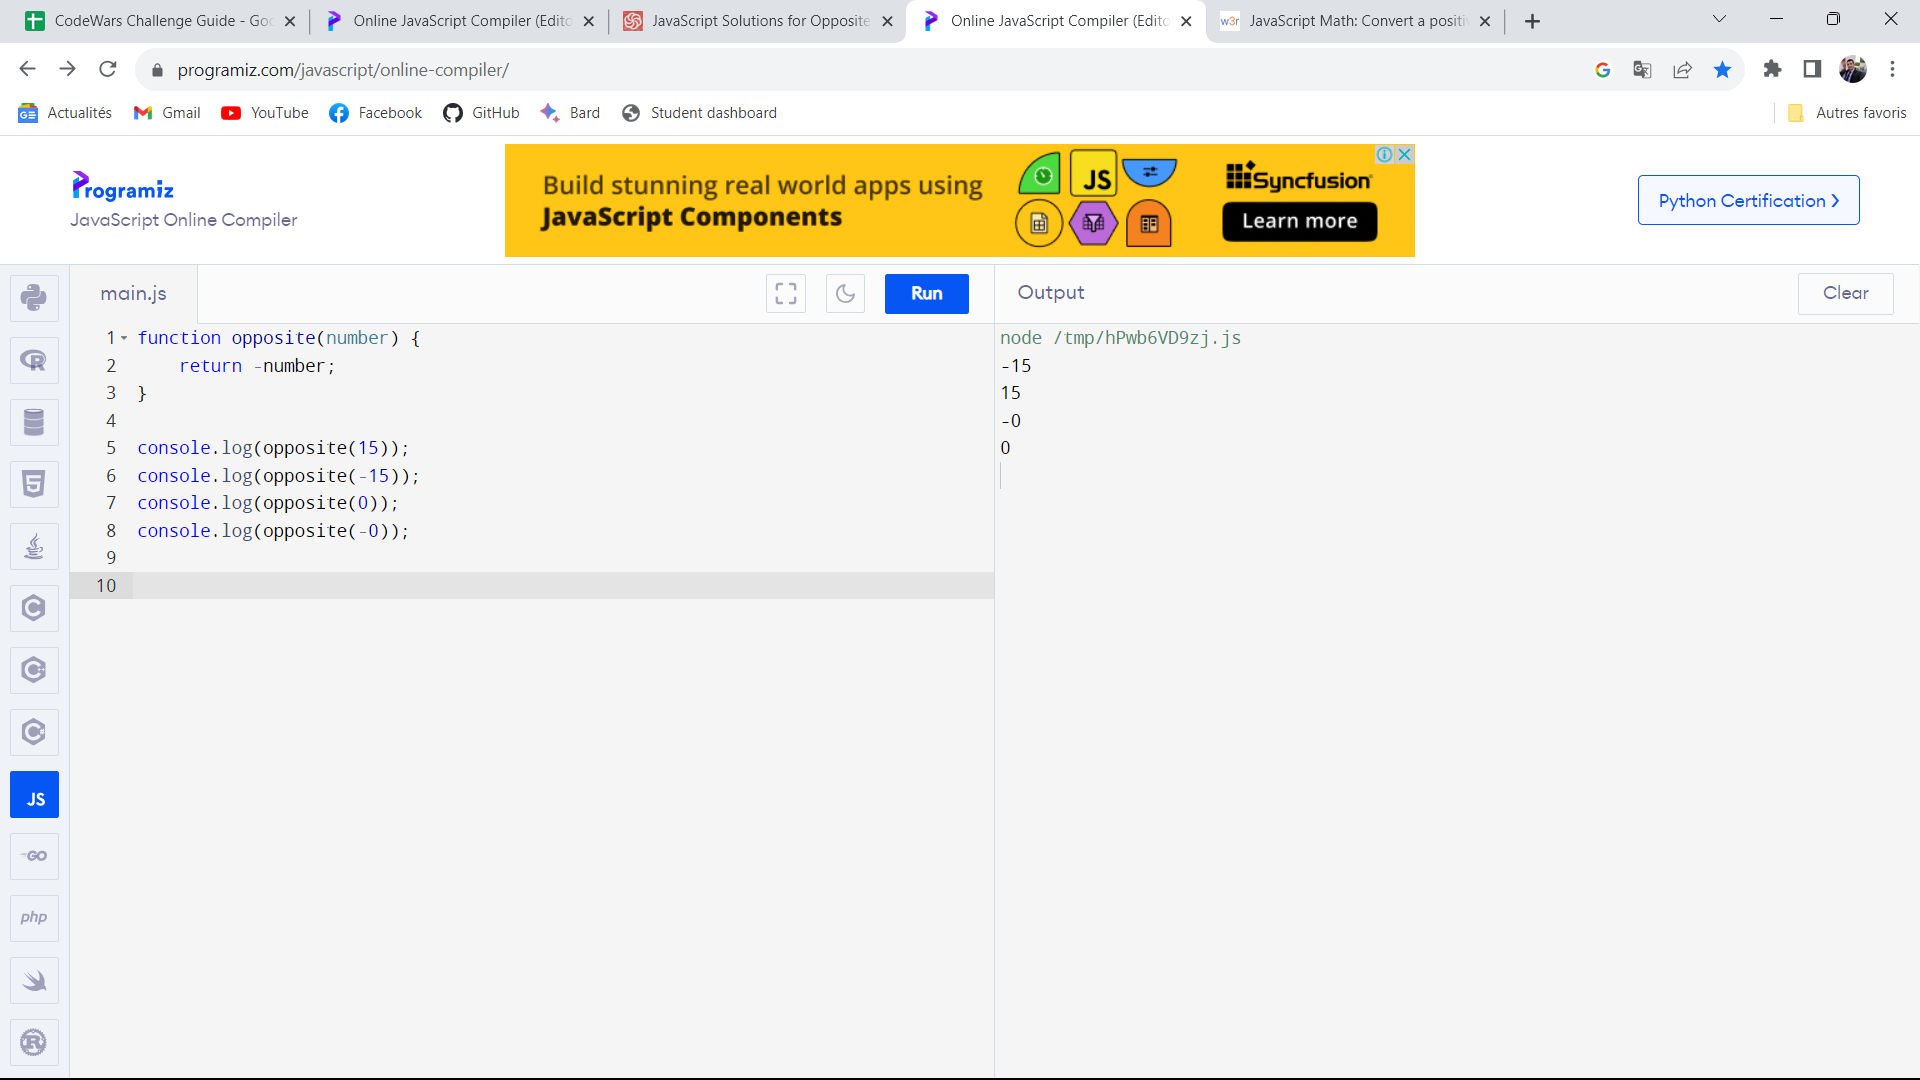 CodeWars Challenge Guide - Goo
Online JavaScript Compiler (Edito
JavaScript Solutions for Opposite
Online JavaScript Compiler (Edito
w3r
JavaScript Math: Convert a positi
programiz.com/javascript/online-compiler/
Actualités
Gmail
YouTube
Facebook
GitHub
Bard
Student dashboard
Autres favoris
Programiz
JavaScript Online Compiler
Build stunning real world apps using
JavaScript Components
JS
Syncfusion
Learn more
Python Certification >
main.js
Run
Output
Clear
1 function opposite(number) {
2 return -number;
3 }
4
5 console.log(opposite(15));
6 console.log(opposite(-15));
7 console.log(opposite(0));
8 console.log(opposite(-0));
9
10
node /tmp/hPwb6VD9zj.js
-15
15
-0
0
JS
GO
php